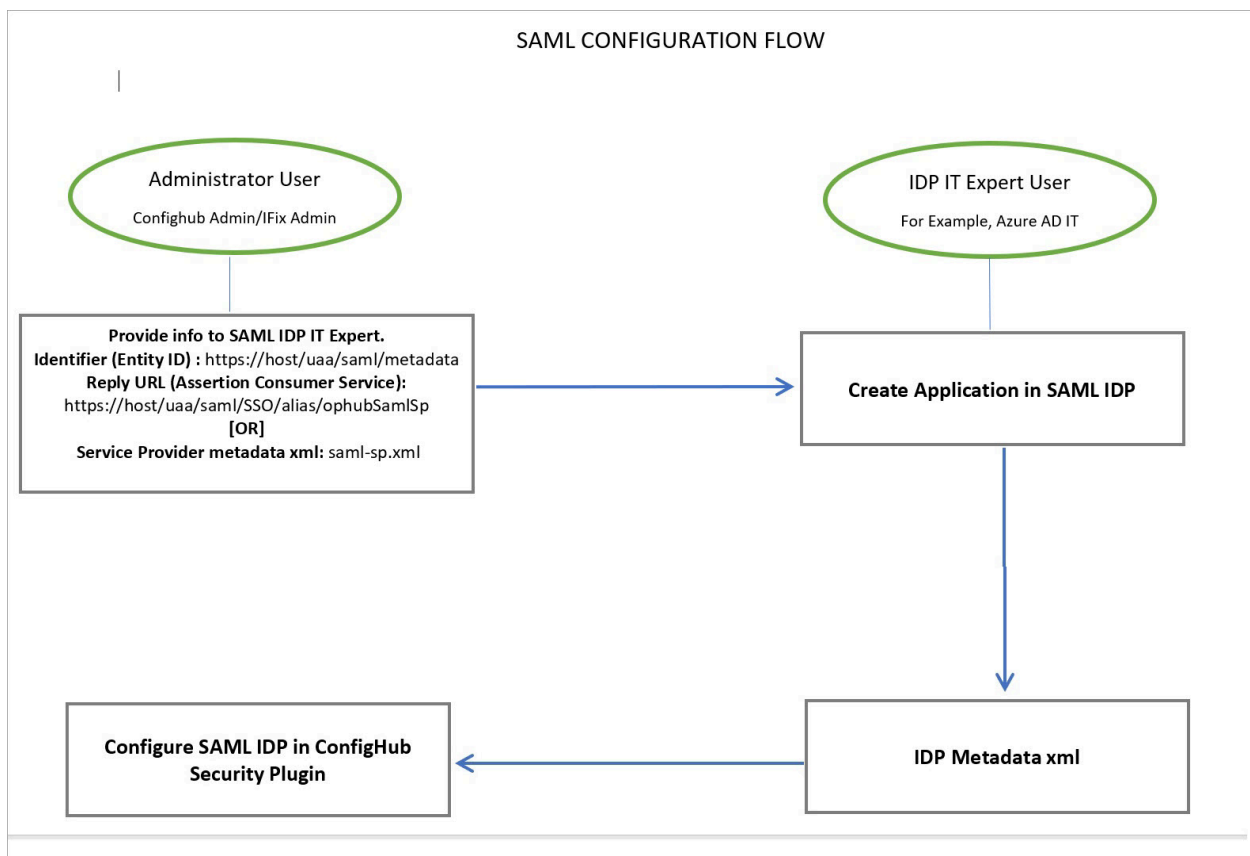 SAML CONFIGURATION FLOW
Administrator User
Confighub Admin/IFix Admin
IDP IT Expert User
For Example, Azure AD IT
Provide info to SAML IDP IT Expert.
Identifier (Entity ID) : https://host/uaa/saml/metadata
Reply URL (Assertion Consumer Service):
https://host/uaa/saml/SSO/alias/ophubSamlSp
[OR]
Service Provider metadata xml: saml-sp.xml
Create Application in SAML IDP
Configure SAML IDP in ConfigHub
Security Plugin
IDP Metadata xml